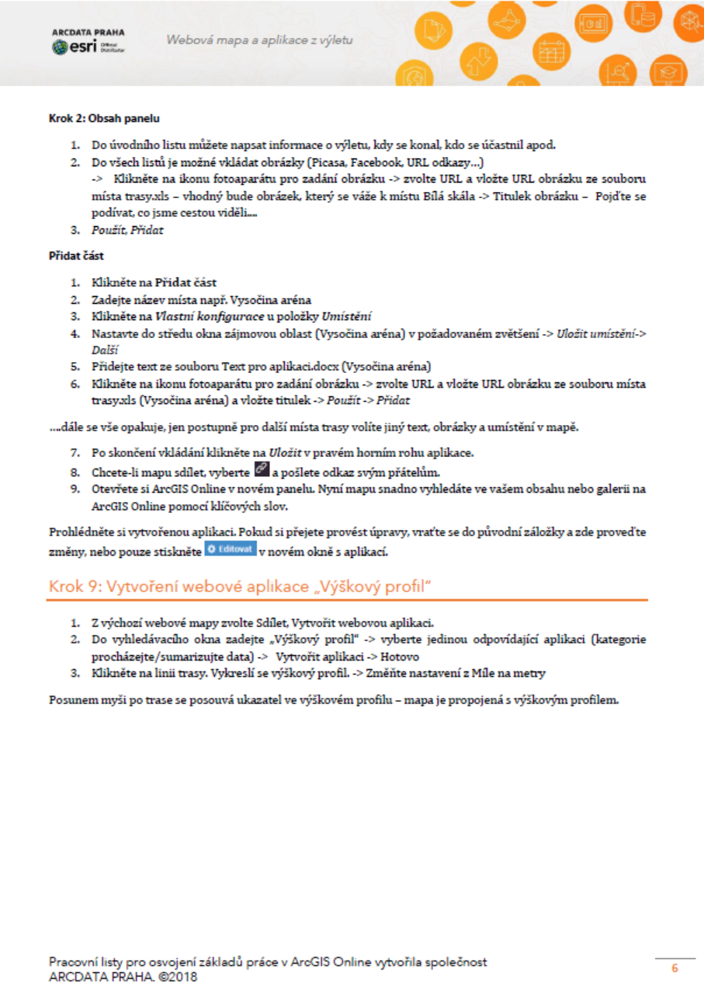 ARCDATA PRAHA
esri Official Distributor
Webová mapa a aplikace z výletu
Krok 2: Obsah panelu
1. Do úvodního listu můžete napsat informace o výletu, kdy se konal, kdo se účastnil apod.
2. Do všech listů je možné vkládat obrázky (Picasa, Facebook, URL odkazy…)
-> Klikněte na ikonu fotoaparátu pro zadání obrázku -> zvolte URL a vložte URL obrázku ze souboru
místa trasy.xls – vhodný bude obrázek, který se váže k místu Bílá skála -> Titulek obrázku – Pojďte se
podívat, co jsme cestou viděli….
3. Použít, Přidat
Přidat část
1. Klikněte na Přidat část
2. Zadejte název místa např. Vysočina aréna
3. Klikněte na Vlastní konfigurace u položky Umístění
4. Nastavte do středu okna zájmovou oblast (Vysočina aréna) v požadovaném zvětšení -> Uložit umístění->
Další
5. Přidejte text ze souboru Text pro aplikaci.docx (Vysočina aréna)
6. Klikněte na ikonu fotoaparátu pro zadání obrázku -> zvolte URL a vložte URL obrázku ze souboru místa
trasy.xls (Vysočina aréna) a vložte titulek -> Použít -> Přidat
….dále se vše opakuje, jen postupně pro další místa trasy volíte jiný text, obrázky a umístění v mapě.
7. Po skončení vkládání klikněte na Uložit v pravém horním rohu aplikace.
8. Chcete-li mapu sdílet, vyberte a pošlete odkaz svým přátelům.
9. Otevřete si ArcGIS Online v novém panelu. Nyní mapu snadno vyhledáte ve vašem obsahu nebo galerii na
ArcGIS Online pomocí klíčových slov.
Prohlédněte si vytvořenou aplikaci. Pokud si přejete provést úpravy, vraťte se do původní záložky a zde proveďte
změny, nebo pouze stiskněte Editovat v novém okně s aplikací.
Krok 9: Vytvoření webové aplikace „Výškový profil“
1. Z výchozí webové mapy zvolte Sdílet, Vytvořit webovou aplikaci.
2. Do vyhledávacího okna zadejte „Výškový profil“ -> vyberte jedinou odpovídající aplikaci (kategorie
procházejte/sumarizujte data) -> Vytvořit aplikaci -> Hotovo
3. Klikněte na linii trasy. Vykreslí se výškový profil. -> Změňte nastavení z Míle na metry
Posunem myši po trase se posouvá ukazatel ve výškovém profilu – mapa je propojená s výškovým profilem.
Pracovní listy pro osvojení základů práce v ArcGIS Online vytvořila společnost
ARCDATA PRAHA. ©2018
6